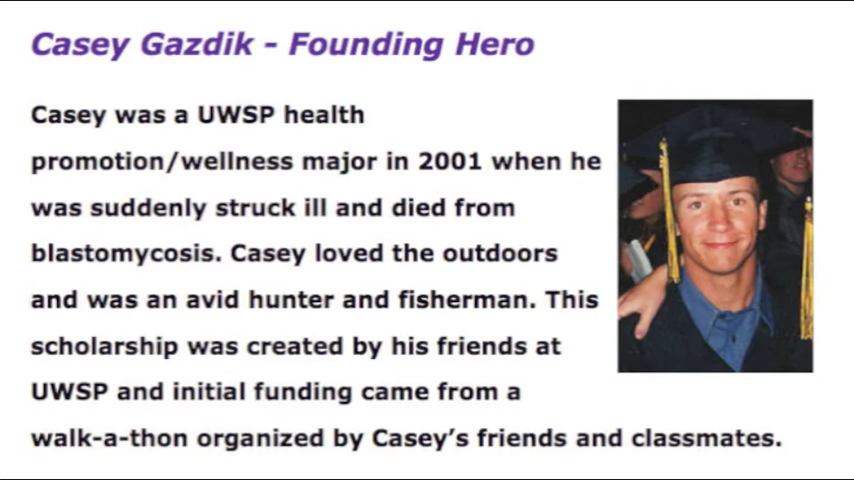 Casey Gazdik - Founding Hero
Casey was a UWSP health
promotion/wellness major in 2001 when he
was suddenly struck ill and died from
blastomycosis. Casey loved the outdoors
and was an avid hunter and fisherman. This
scholarship was created by his friends at
UWSP and initial funding came from a
walk-a-thon organized by Casey’s friends and classmates.